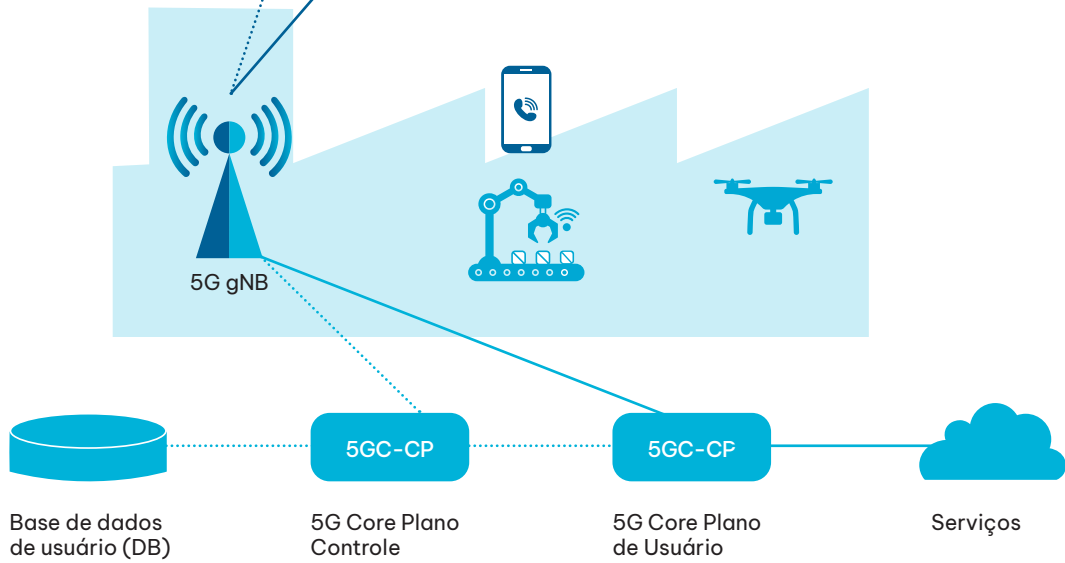 5G gNB
5GC-CP
5GC-CP
Base de dados
de usuário (DB)
5G Core Plano
Controle
5G Core Plano
de Usuário
Serviços